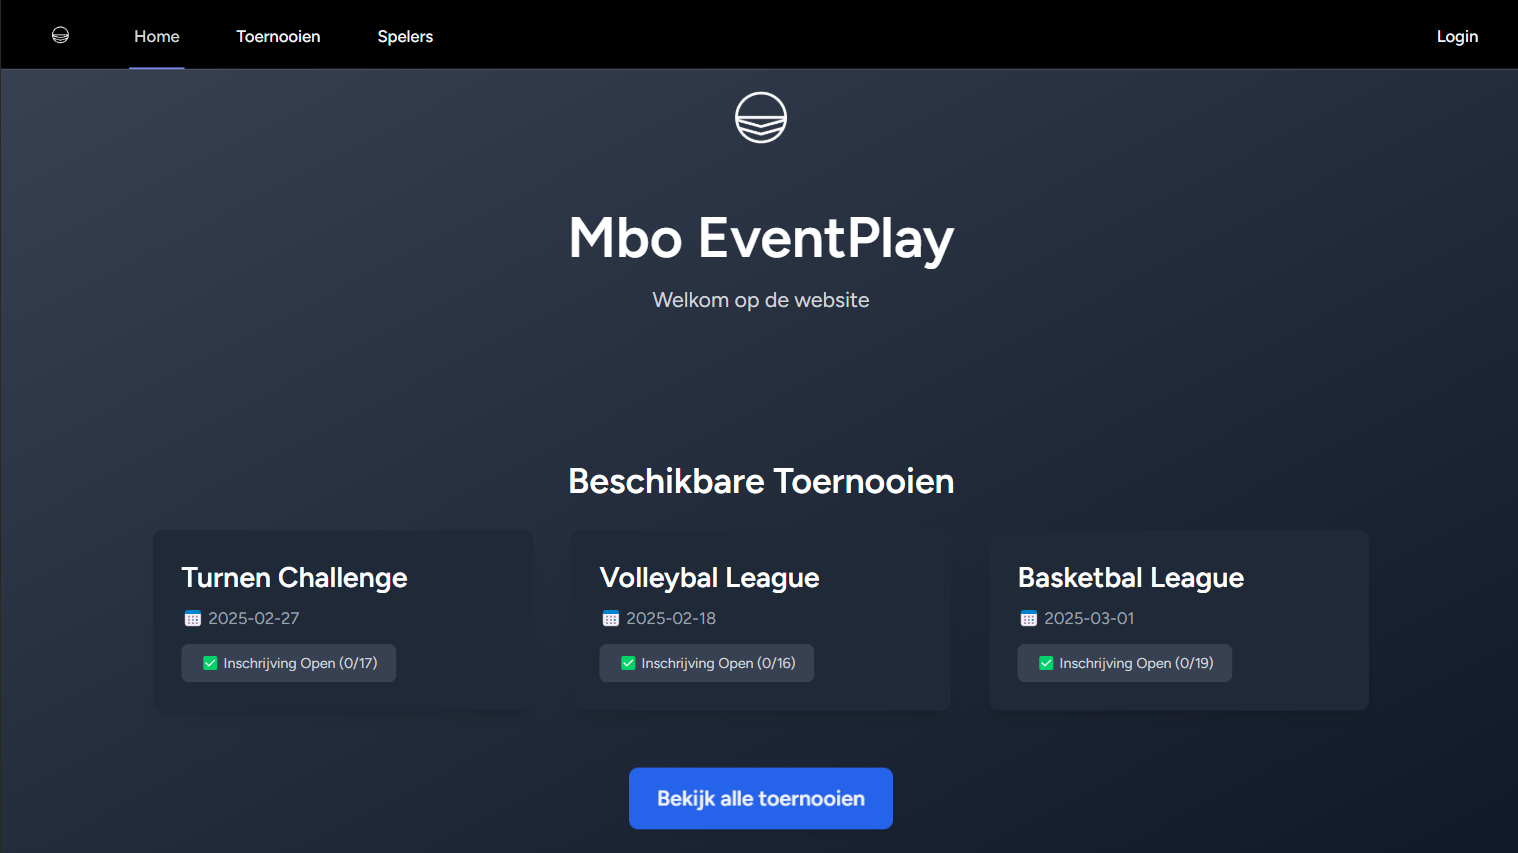 Home Toernooien Spelers Login
Mbo EventPlay
Welkom op de website
Beschikbare Toernooien
Turnen Challenge
2025-02-27
Inschrijving Open (0/17)
Volleybal League
2025-02-18
Inschrijving Open (0/16)
Basketbal League
2025-03-01
Inschrijving Open (0/19)
Bekijk alle toernooien